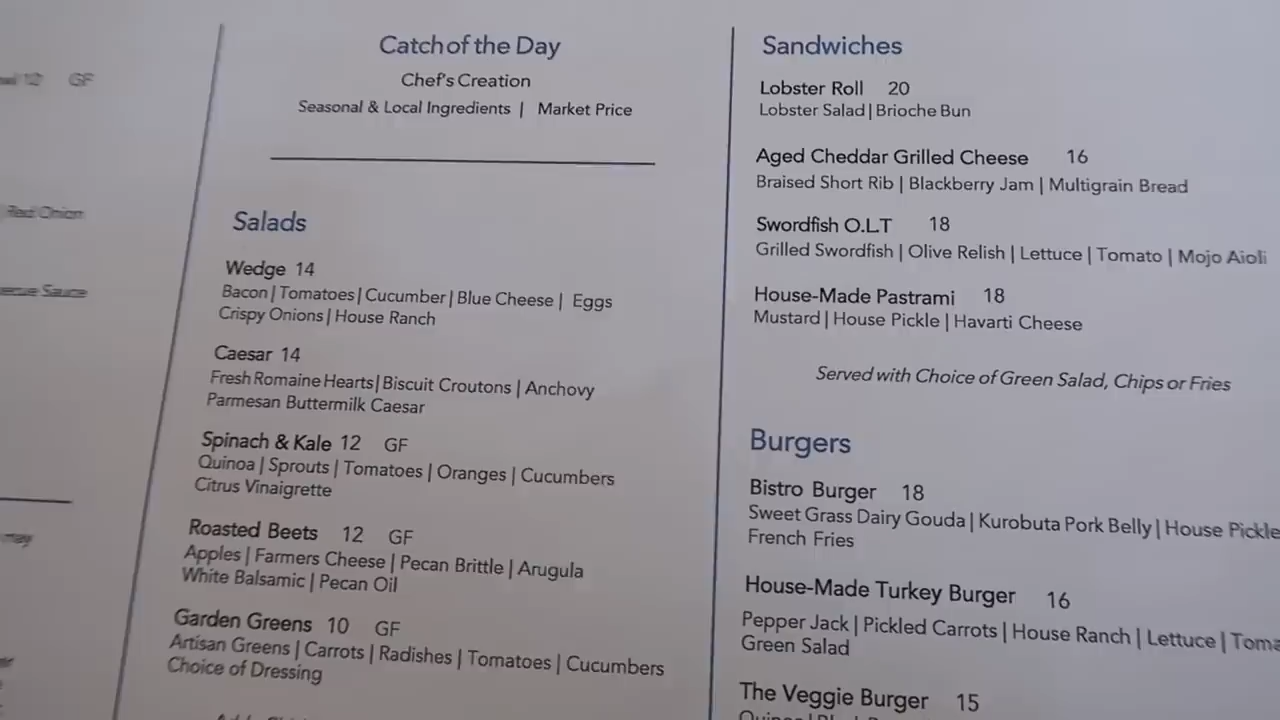 12 GF
Red Onion
Sauce
Catch of the Day
Chef's Creation
Seasonal & Local Ingredients | Market Price
Salads
Wedge 14
Bacon | Tomatoes | Cucumber | Blue Cheese | Eggs
Crispy Onions | House Ranch
Caesar 14
Fresh Romaine Hearts | Biscuit Croutons | Anchovy
Parmesan Buttermilk Caesar
Spinach & Kale 12 GF
Quinoa | Sprouts | Tomatoes | Oranges | Cucumbers
Citrus Vinaigrette
Roasted Beets 12 GF
Apples | Farmers Cheese | Pecan Brittle | Arugula
White Balsamic | Pecan Oil
Garden Greens 10 GF
Artisan Greens | Carrots | Radishes | Tomatoes | Cucumbers
Choice of Dressing
Sandwiches
Lobster Roll 20
Lobster Salad | Brioche Bun
Aged Cheddar Grilled Cheese 16
Braised Short Rib | Blackberry Jam | Multigrain Bread
Swordfish O.L.T 18
Grilled Swordfish | Olive Relish | Lettuce | Tomato | Mojo Aioli
House-Made Pastrami 18
Mustard | House Pickle | Havarti Cheese
Served with Choice of Green Salad, Chips or Fries
Burgers
Bistro Burger 18
Sweet Grass Dairy Gouda | Kurobuta Pork Belly | House Pickle
French Fries
House-Made Turkey Burger 16
Pepper Jack | Pickled Carrots | House Ranch | Lettuce | Toma
Green Salad
The Veggie Burger 15